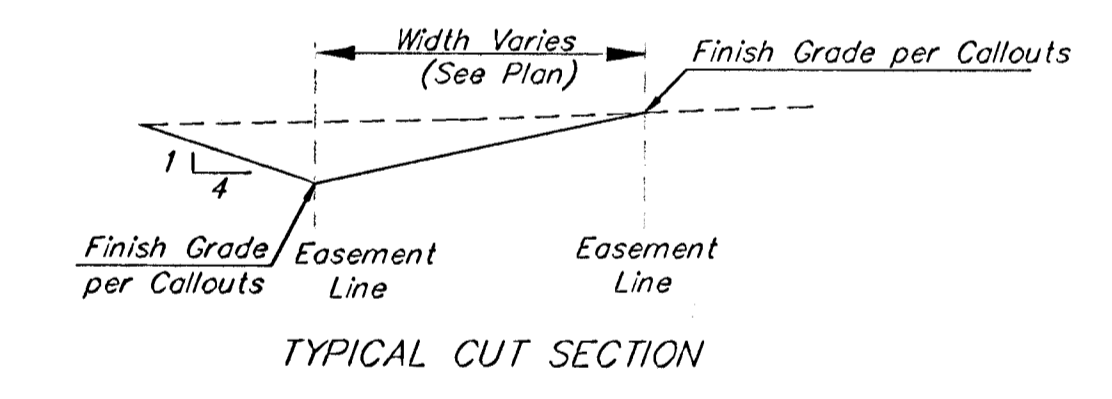 Width Varies
(See Plan)
Finish Grade per Callouts
1
4
Finish Grade
per Callouts
Easement
Line
Easement
Line
TYPICAL CUT SECTION